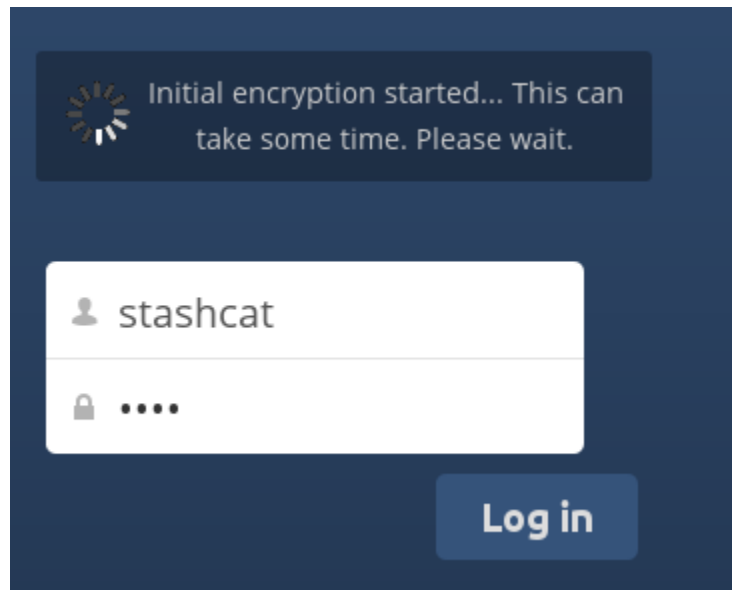 Initial encryption started... This can
take some time. Please wait.
stashcat
••••
Log in